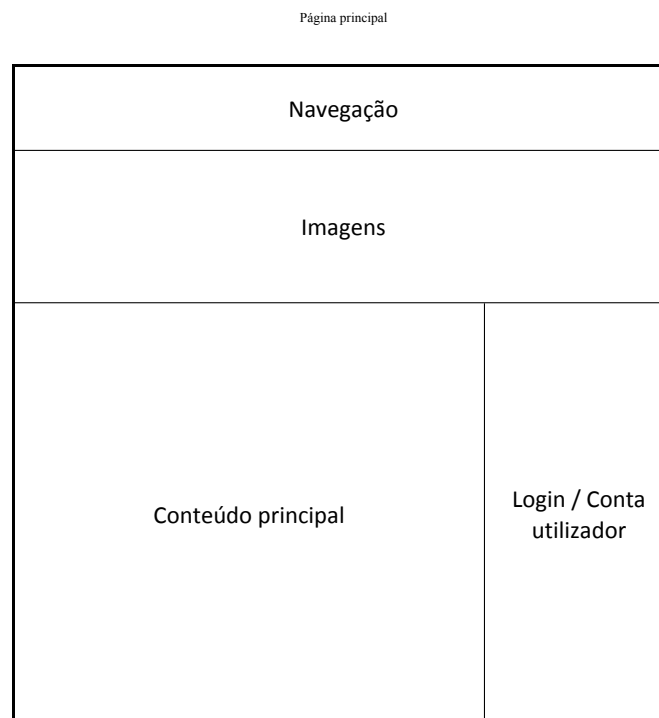 Página principal
Navegação
Imagens
Conteúdo principal
Login / Conta
utilizador